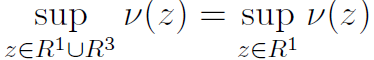 sup ν(z) = sup ν(z)
z∈R¹∪R³ z∈R¹